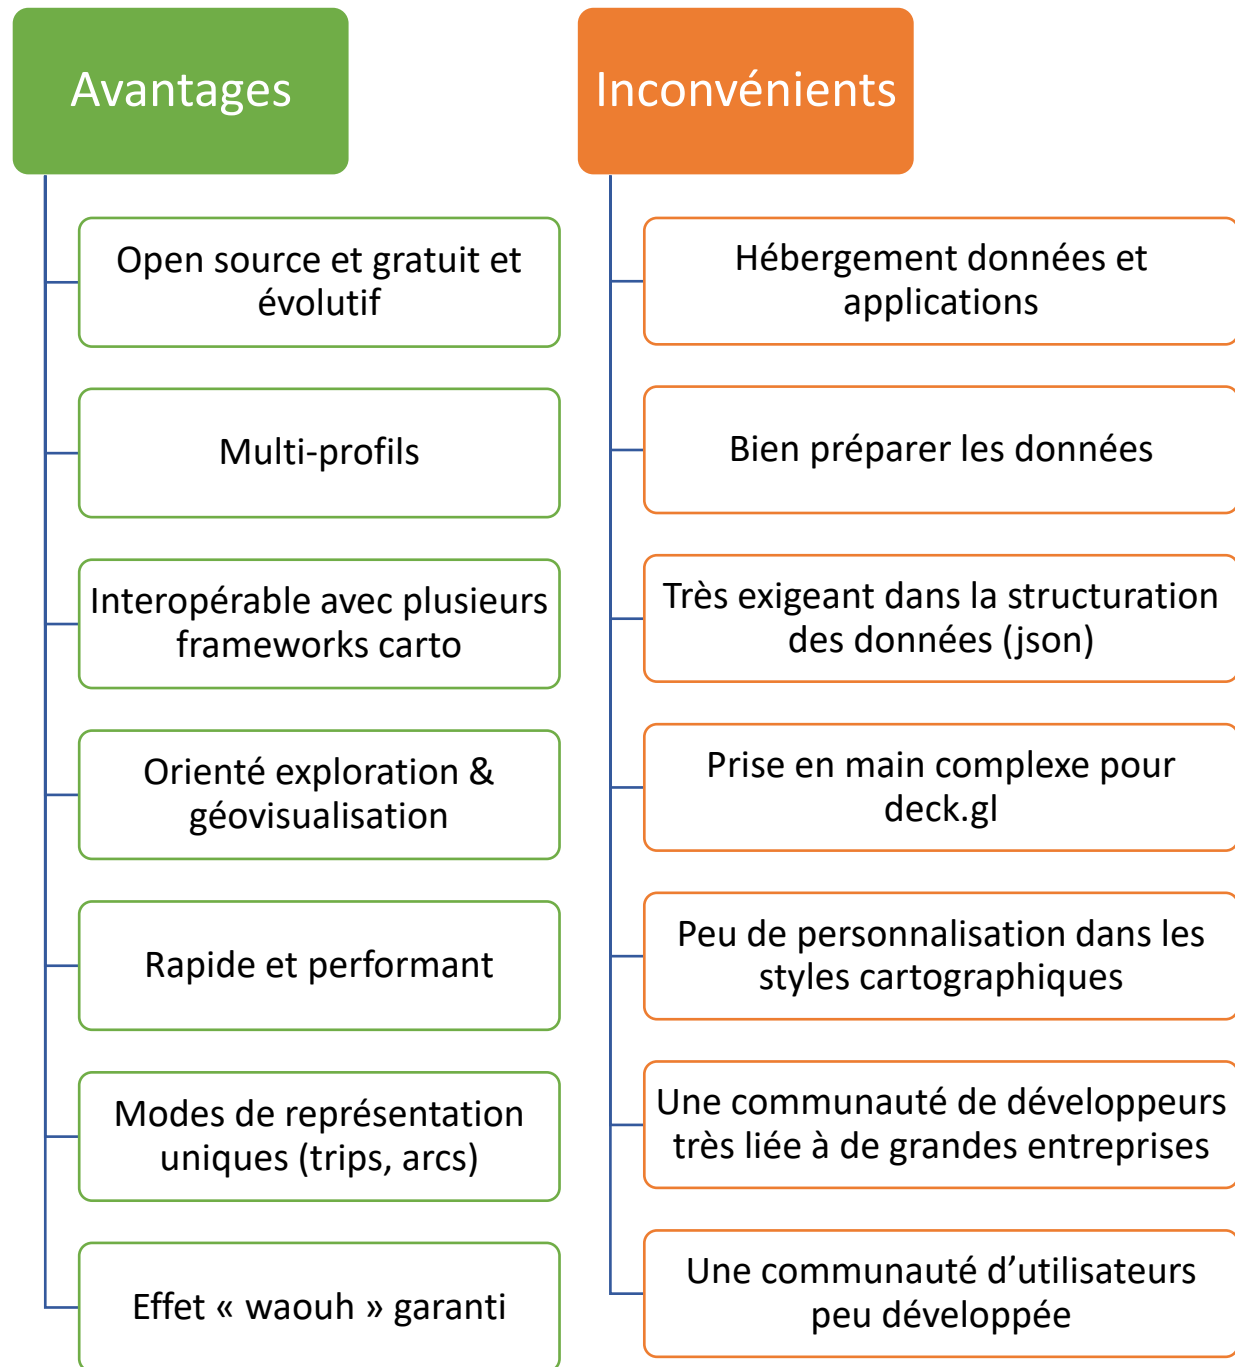 Avantages
Open source et gratuit et
évolutif
Multi-profils
Interopérable avec plusieurs
frameworks carto
Orienté exploration &
géovisualisation
Rapide et performant
Modes de représentation
uniques (trips, arcs)
Effet « waouh » garanti
Inconvénients
Hébergement données et
applications
Bien préparer les données
Très exigeant dans la structuration
des données (json)
Prise en main complexe pour
deck.gl
Peu de personnalisation dans les
styles cartographiques
Une communauté de développeurs
très liée à de grandes entreprises
Une communauté d’utilisateurs
peu développée